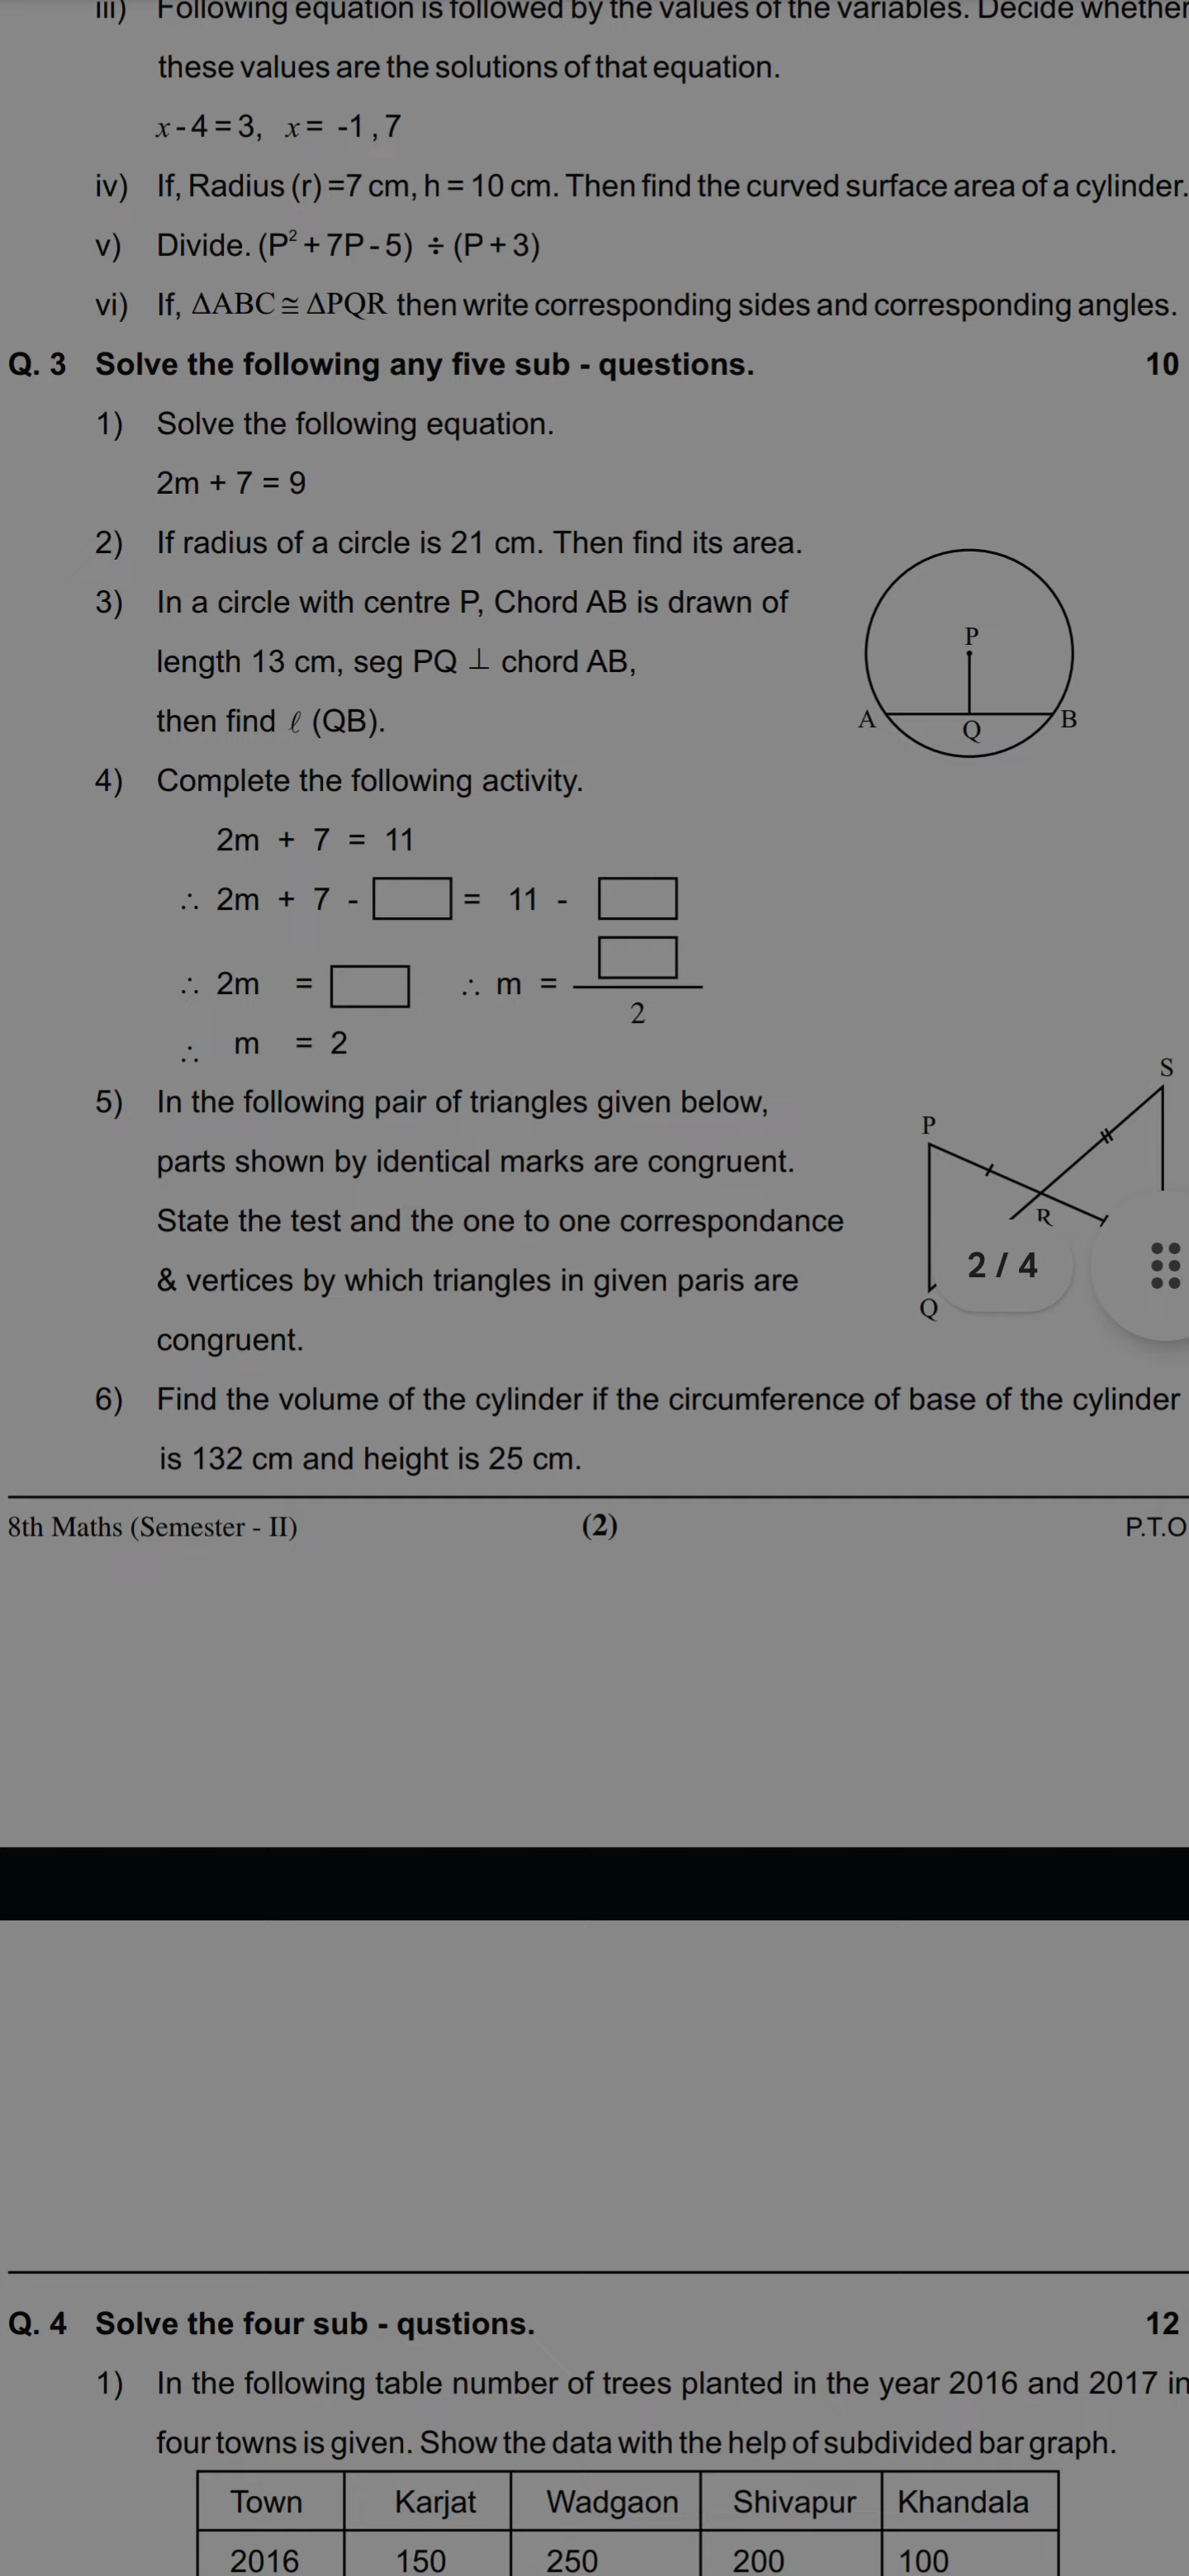 iii) Following equation is followed by the values of the variables. Decide whether
these values are the solutions of that equation.
x - 4 = 3, x = -1 , 7
iv) If, Radius (r) =7 cm, h = 10 cm. Then find the curved surface area of a cylinder.
v) Divide. (P² + 7P - 5) ÷ (P + 3)
vi) If, ΔABC ≅ ΔPQR then write corresponding sides and corresponding angles.
Q. 3 Solve the following any five sub - questions. 10
1) Solve the following equation.
2m + 7 = 9
2) If radius of a circle is 21 cm. Then find its area.
3) In a circle with centre P, Chord AB is drawn of
length 13 cm, seg PQ ⊥ chord AB,
then find ℓ (QB).
P
A
Q
B
4) Complete the following activity.
2m + 7 = 11
∴ 2m + 7 - = 11 -
∴ 2m = ∴ m =
2
∴ m = 2
5) In the following pair of triangles given below,
parts shown by identical marks are congruent.
State the test and the one to one correspondance
& vertices by which triangles in given paris are
congruent.
S
P
R
Q
2 / 4
6) Find the volume of the cylinder if the circumference of base of the cylinder
is 132 cm and height is 25 cm.
8th Maths (Semester - II) (2) P.T.O
Q. 4 Solve the four sub - qustions. 12
1) In the following table number of trees planted in the year 2016 and 2017 in
four towns is given. Show the data with the help of subdivided bar graph.
Town Karjat Wadgaon Shivapur Khandala
2016 150 250 200 100